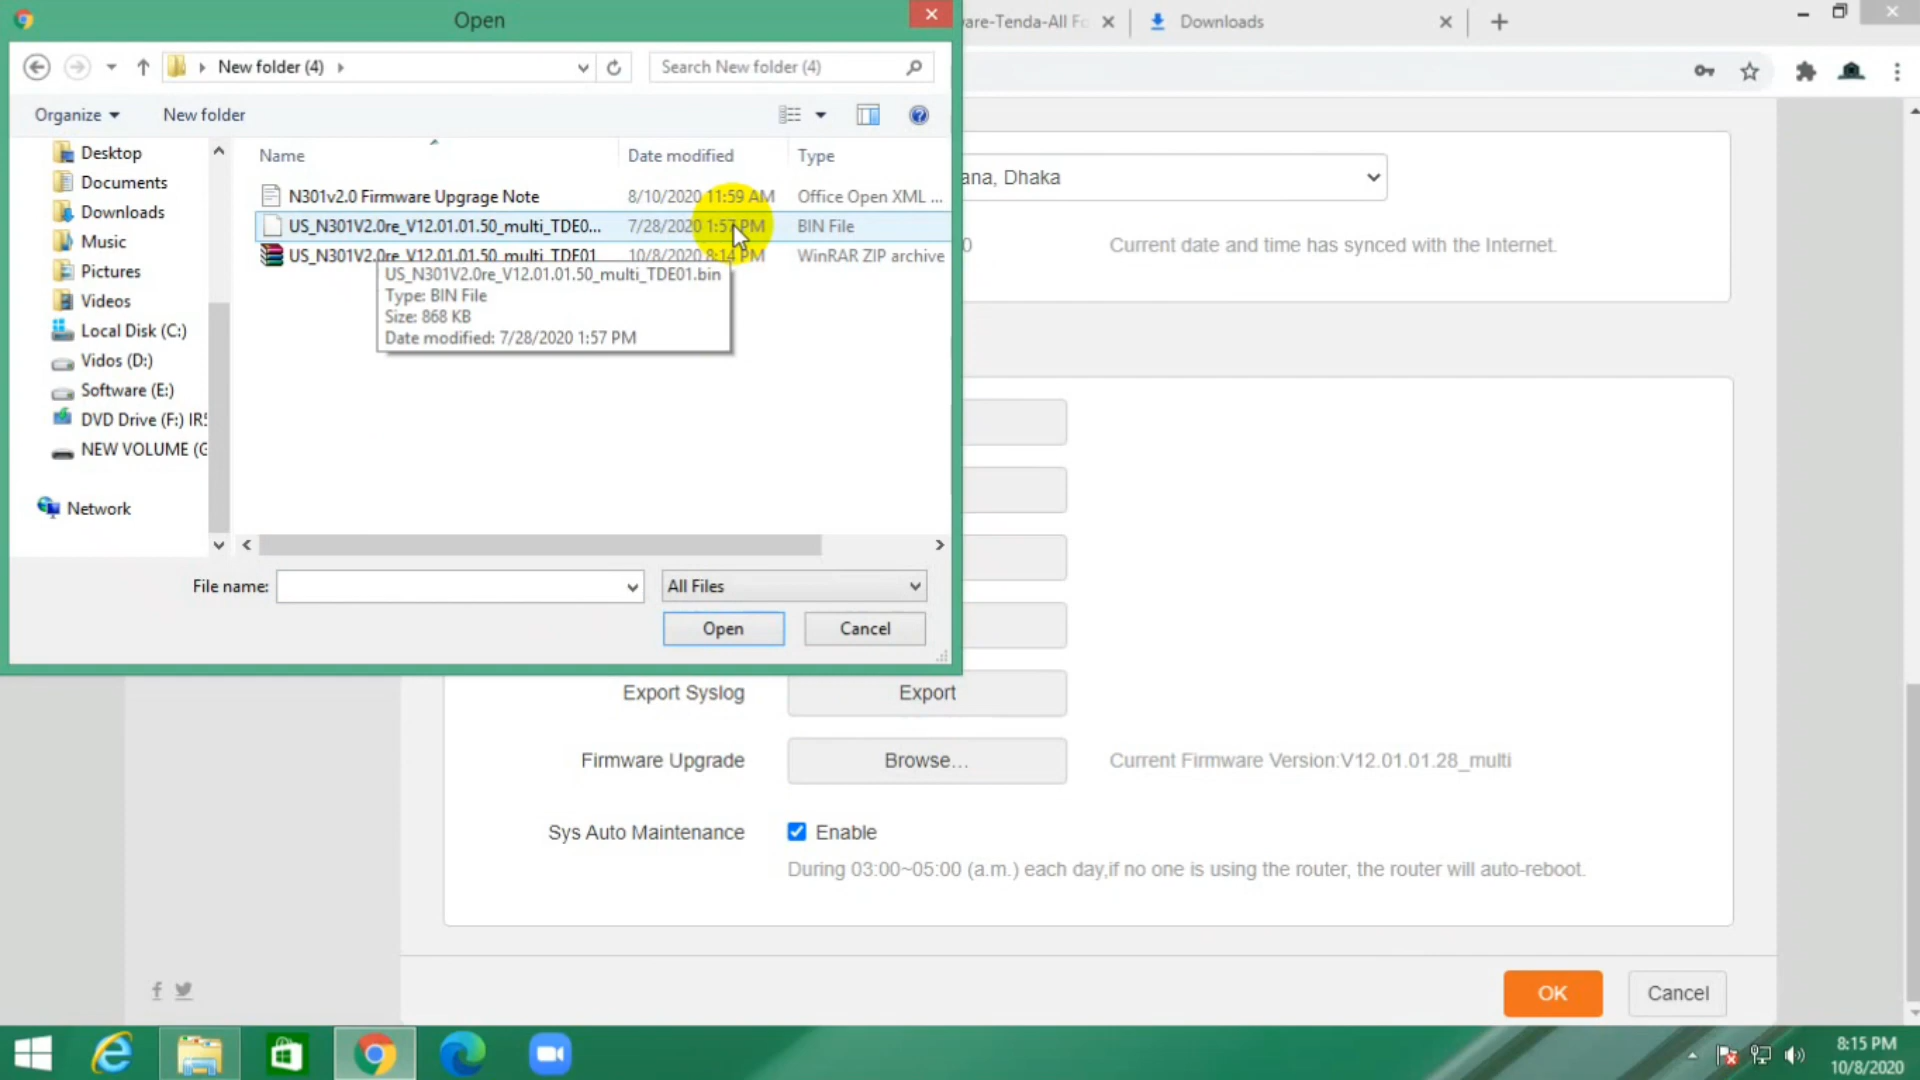 Open
ware-Tenda-All Fo
Downloads
New folder (4)
Search New folder (4)
Organize
New folder
Desktop
Documents
Downloads
Music
Pictures
Videos
Local Disk (C:)
Vidos (D:)
Software (E:)
DVD Drive (F:) IR5
NEW VOLUME (G
Network
Name
Date modified
Type
N301v2.0 Firmware Upgrage Note
8/10/2020 11:59 AM
Office Open XML ...
US_N301V2.0re_V12.01.01.50_multi_TDE0...
7/28/2020 1:57 PM
BIN File
US_N301V2.0re_V12.01.01.50_multi_TDE01
10/8/2020 8:14 PM
WinRAR ZIP archive
US_N301V2.0re_V12.01.01.50_multi_TDE01.bin
Type: BIN File
Size: 868 KB
Date modified: 7/28/2020 1:57 PM
File name:
All Files
Open
Cancel
ana, Dhaka
0
Current date and time has synced with the Internet.
Export Syslog
Export
Firmware Upgrade
Browse...
Current Firmware Version:V12.01.01.28_multi
Sys Auto Maintenance
Enable
During 03:00~05:00 (a.m.) each day,if no one is using the router, the router will auto-reboot.
OK
Cancel
8:15 PM
10/8/2020